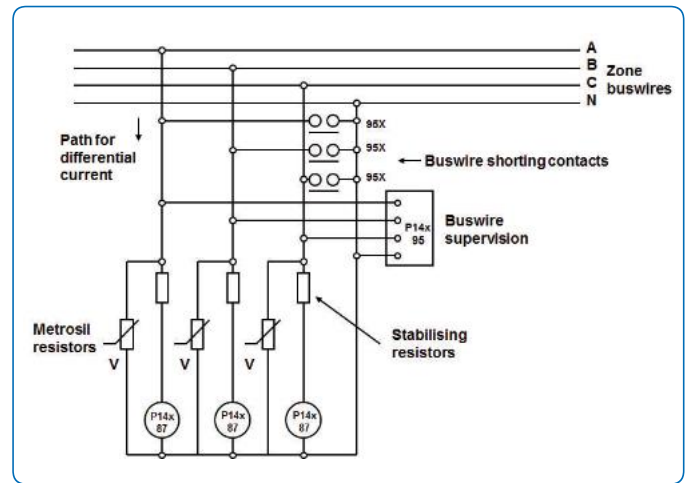 A
B
C
N
Zone
buswires
Path for
differential
current
95X
95X
95X
Buswire shorting contacts
P14x
95
Buswire
supervision
Metrosil
resistors
V
V
V
Stabilising
resistors
P14x
87
P14x
87
P14x
87